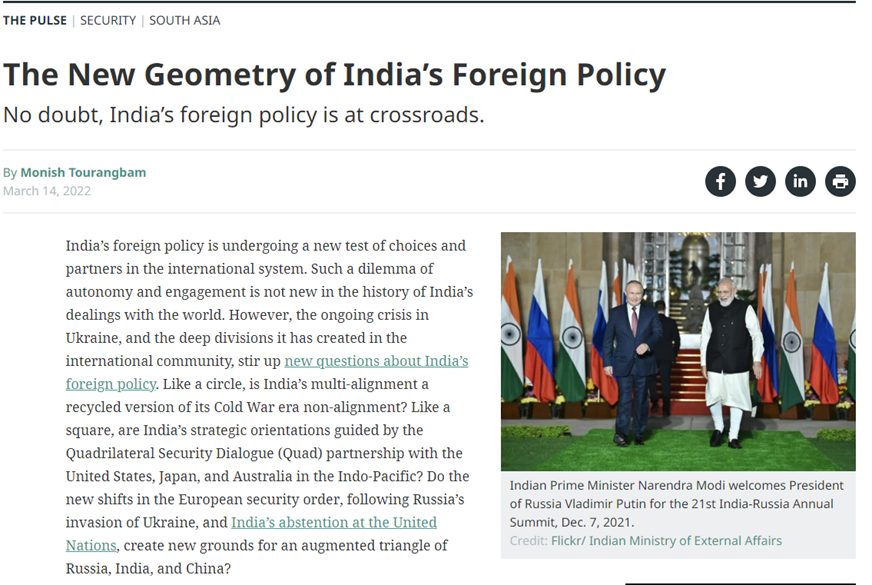 THE PULSE | SECURITY | SOUTH ASIA
The New Geometry of India’s Foreign Policy
No doubt, India’s foreign policy is at crossroads.
By Monish Tourangbam
March 14, 2022
India’s foreign policy is undergoing a new test of choices and
partners in the international system. Such a dilemma of
autonomy and engagement is not new in the history of India’s
dealings with the world. However, the ongoing crisis in
Ukraine, and the deep divisions it has created in the
international community, stir up new questions about India’s
foreign policy. Like a circle, is India’s multi-alignment a
recycled version of its Cold War era non-alignment? Like a
square, are India’s strategic orientations guided by the
Quadrilateral Security Dialogue (Quad) partnership with the
United States, Japan, and Australia in the Indo-Pacific? Do the
new shifts in the European security order, following Russia’s
invasion of Ukraine, and India’s abstention at the United
Nations, create new grounds for an augmented triangle of
Russia, India, and China?
Indian Prime Minister Narendra Modi welcomes President
of Russia Vladimir Putin for the 21st India-Russia Annual
Summit, Dec. 7, 2021.
Credit: Flickr/ Indian Ministry of External Affairs